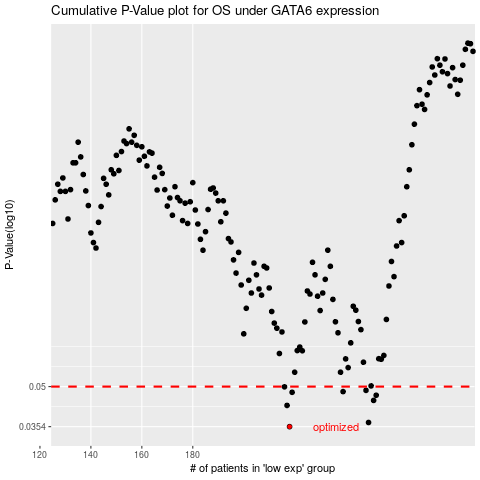 Cumulative P-Value plot for OS under GATA6 expression
P-Value(log10)
0.05
0.0354
optimized
120 140 160 180
# of patients in 'low exp' group